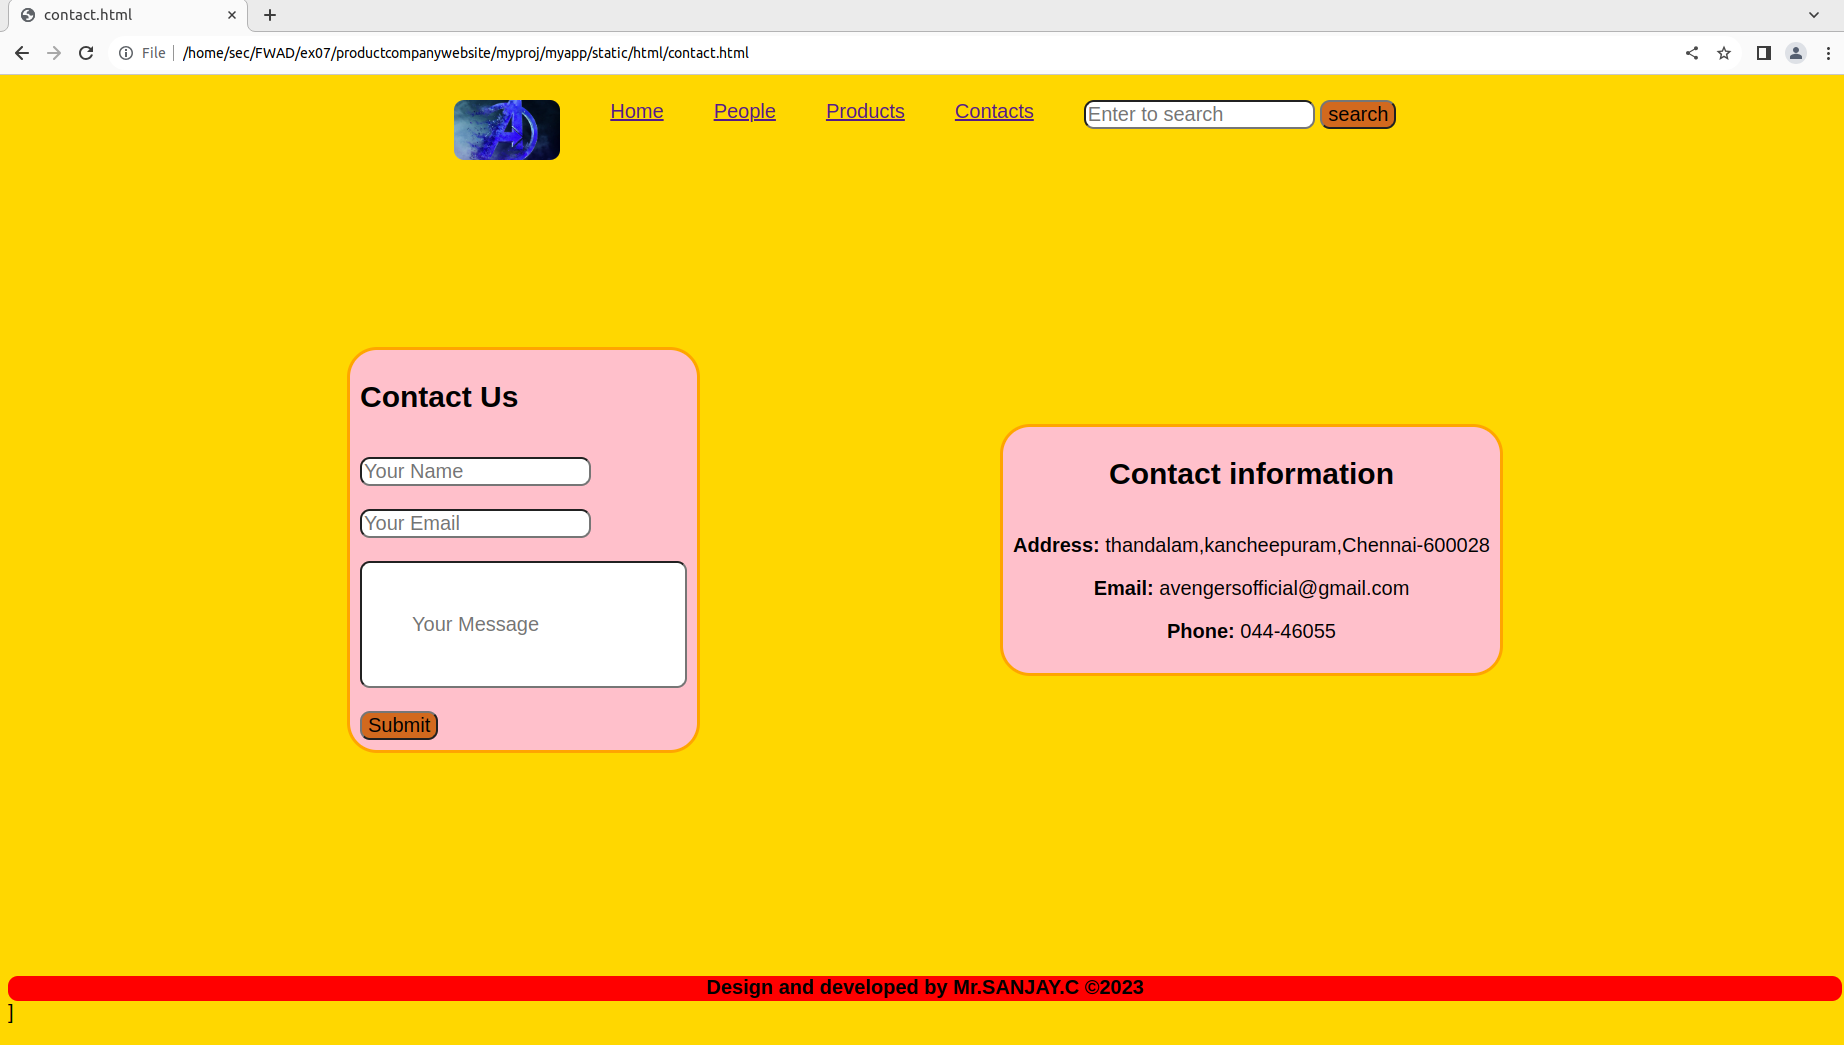 contact.html
File /home/sec/FWAD/ex07/productcompanywebsite/myproj/myapp/static/html/contact.html
Home People Products Contacts Enter to search search
Contact Us
Your Name
Your Email
Your Message
Submit
Contact information
Address: thandalam,kancheepuram,Chennai-600028
Email: avengersofficial@gmail.com
Phone: 044-46055
Design and developed by Mr.SANJAY.C ©2023
]